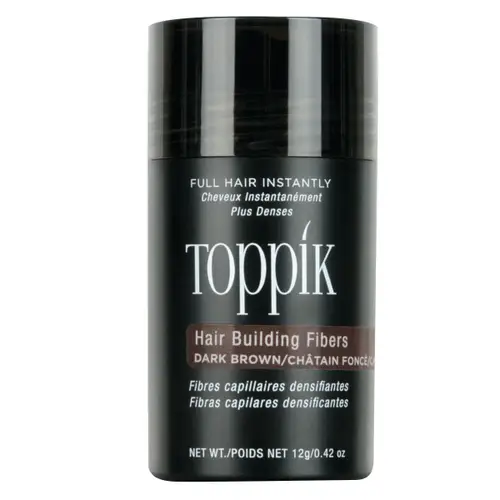 FULL HAIR INSTANTLY
Cheveux Instantanément
Plus Denses
Toppik
Hair Building Fibers
DARK BROWN/CHÂTAIN FONCÉ/
Fibres capillaires densifiantes
Fibras capilares densificantes
NET WT./POIDS NET 12g/0.42 oz